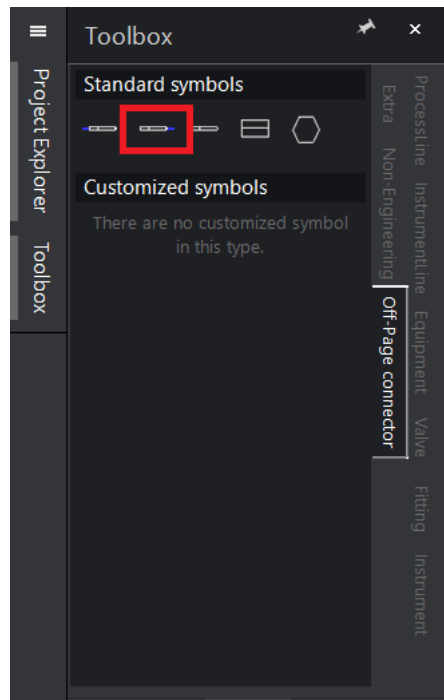 Toolbox
Project Explorer
Toolbox
Standard symbols
Customized symbols
There are no customized symbol
in this type.
Extra
Non-Engineering
Off-Page connector
ProcessLine
InstrumentLine
Equipment
Valve
Fitting
Instrument